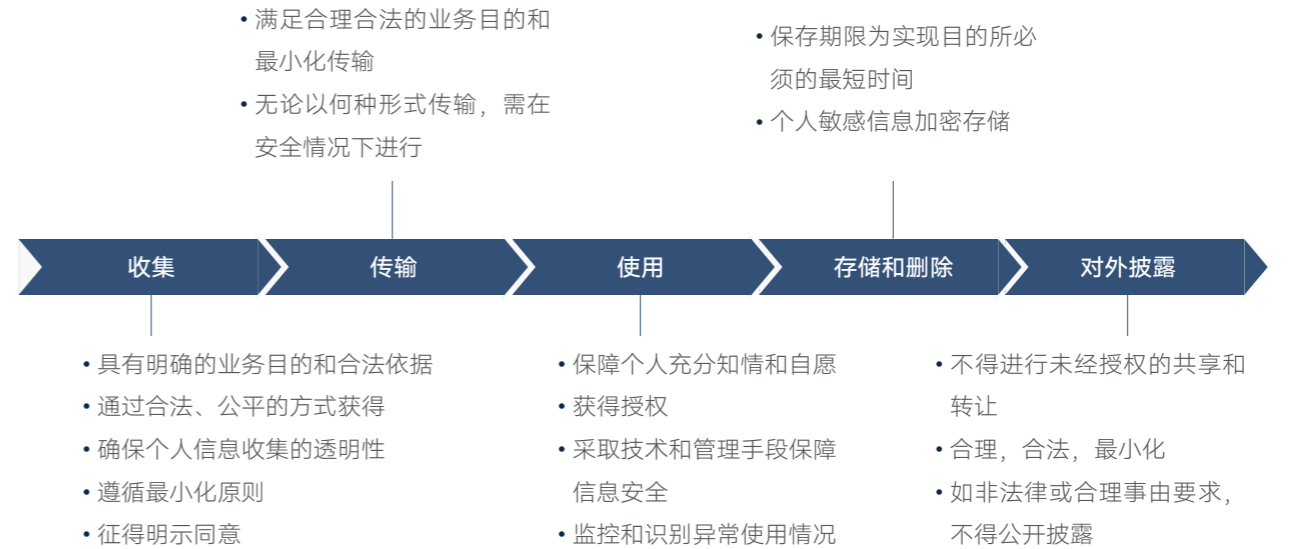 • 满足合理合法的业务目的和
最小化传输
• 无论以何种形式传输，需在
安全情况下进行
• 保存期限为实现目的所必
须的最短时间
• 个人敏感信息加密存储
收集
传输
使用
存储和删除
对外披露
• 具有明确的业务目的和合法依据
• 通过合法、公平的方式获得
• 确保个人信息收集的透明性
• 遵循最小化原则
• 征得明示同意
• 保障个人充分知情和自愿
• 获得授权
• 采取技术和管理手段保障
信息安全
• 监控和识别异常使用情况
• 不得进行未经授权的共享和
转让
• 合理，合法，最小化
• 如非法律或合理事由要求，
不得公开披露